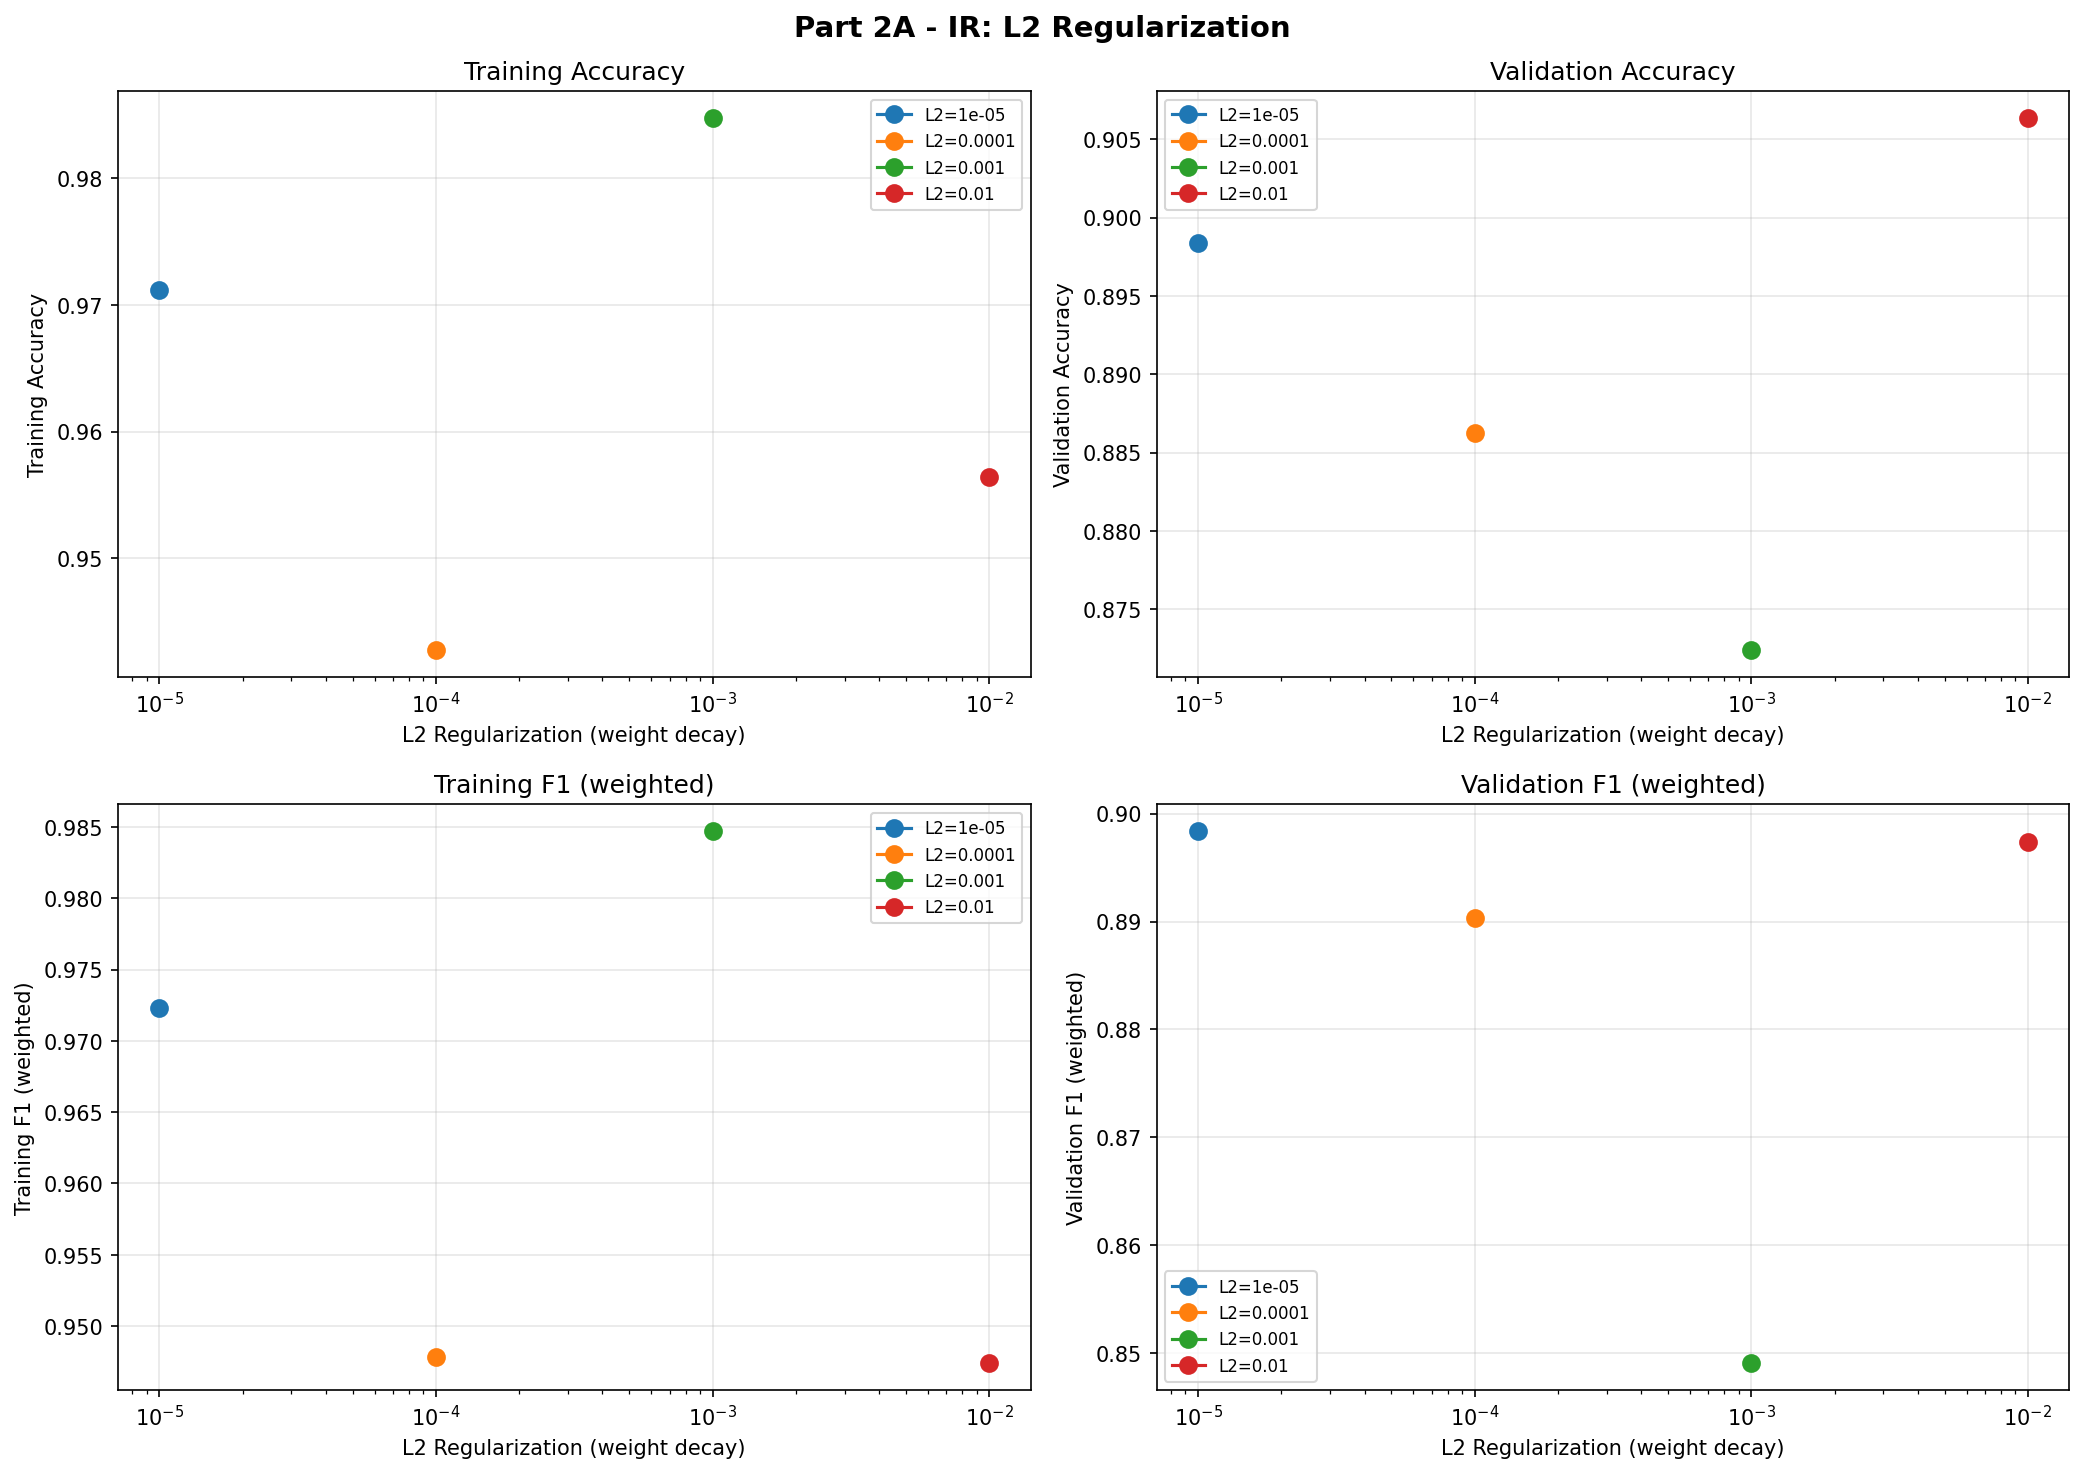 Part 2A - IR: L2 Regularization
Training Accuracy
Training Accuracy
0.98
0.97
0.96
0.95
L2=1e-05
L2=0.0001
L2=0.001
L2=0.01
10⁻⁵ 10⁻⁴ 10⁻³ 10⁻²
L2 Regularization (weight decay)
Validation Accuracy
Validation Accuracy
0.905
0.900
0.895
0.890
0.885
0.880
0.875
L2=1e-05
L2=0.0001
L2=0.001
L2=0.01
10⁻⁵ 10⁻⁴ 10⁻³ 10⁻²
L2 Regularization (weight decay)
Training F1 (weighted)
Training F1 (weighted)
0.985
0.980
0.975
0.970
0.965
0.960
0.955
0.950
L2=1e-05
L2=0.0001
L2=0.001
L2=0.01
10⁻⁵ 10⁻⁴ 10⁻³ 10⁻²
L2 Regularization (weight decay)
Validation F1 (weighted)
Validation F1 (weighted)
0.90
0.89
0.88
0.87
0.86
0.85
L2=1e-05
L2=0.0001
L2=0.001
L2=0.01
10⁻⁵ 10⁻⁴ 10⁻³ 10⁻²
L2 Regularization (weight decay)